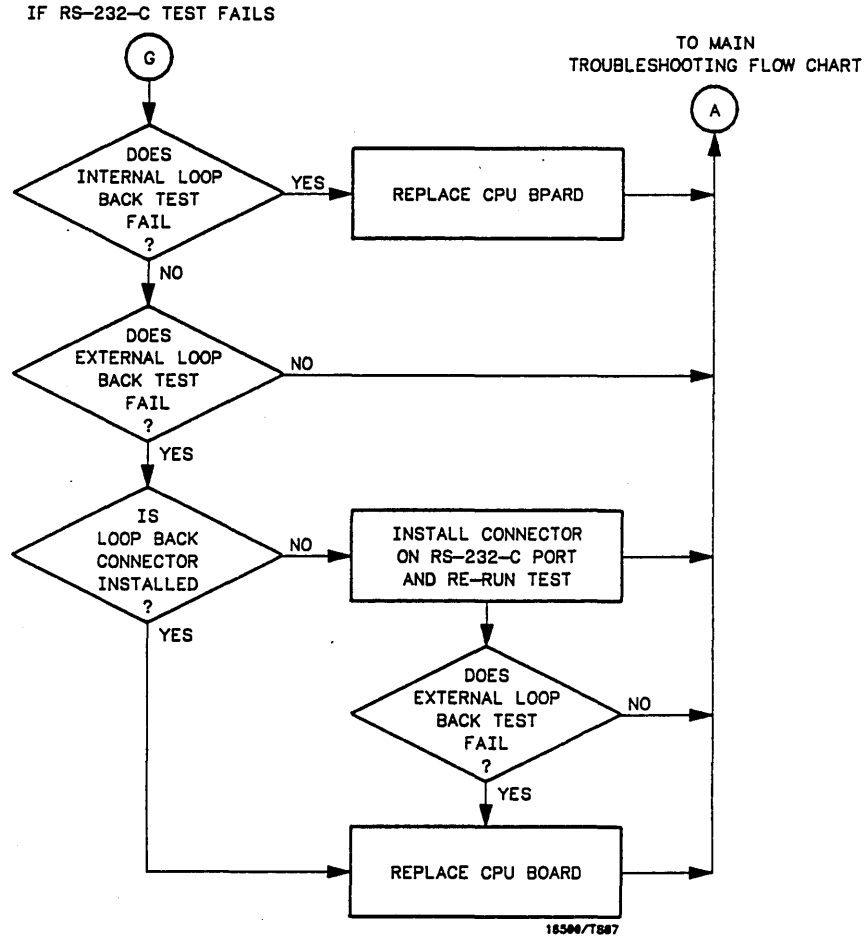 IF RS-232-C TEST FAILS
G
TO MAIN
TROUBLESHOOTING FLOW CHART
A
DOES
INTERNAL LOOP
BACK TEST
FAIL
?
YES
REPLACE CPU BPARD
NO
DOES
EXTERNAL LOOP
BACK TEST
FAIL
?
NO
YES
IS
LOOP BACK
CONNECTOR
INSTALLED
?
NO
INSTALL CONNECTOR
ON RS-232-C PORT
AND RE-RUN TEST
YES
DOES
EXTERNAL LOOP
BACK TEST
FAIL
?
NO
YES
REPLACE CPU BOARD
16500/TS07